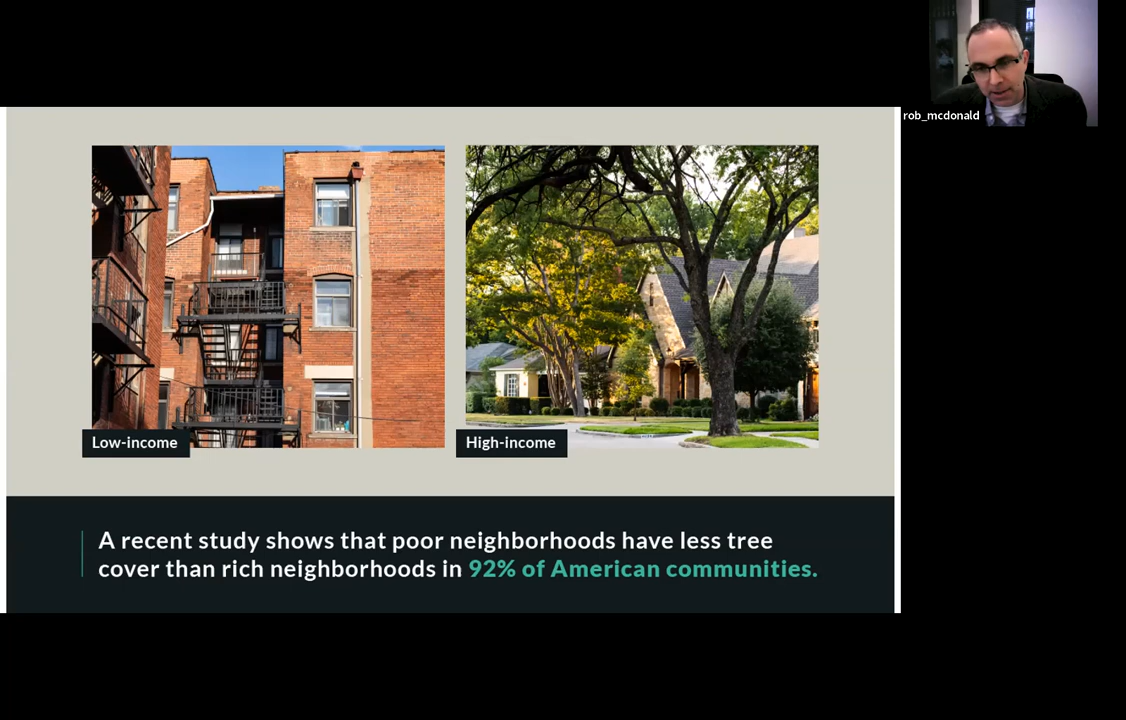 rob_mcdonald
Low-income
High-income
A recent study shows that poor neighborhoods have less tree
cover than rich neighborhoods in 92% of American communities.